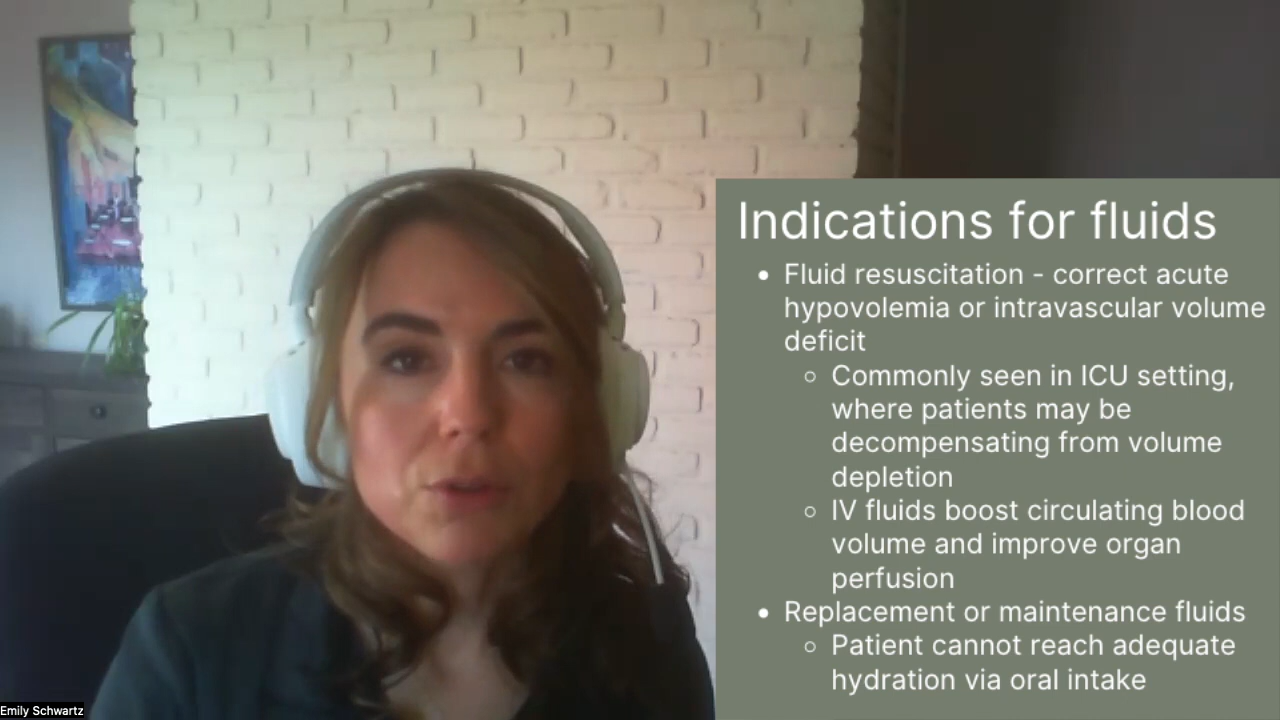 Indications for fluids
• Fluid resuscitation - correct acute
hypovolemia or intravascular volume
deficit
○ Commonly seen in ICU setting,
where patients may be
decompensating from volume
depletion
○ IV fluids boost circulating blood
volume and improve organ
perfusion
• Replacement or maintenance fluids
○ Patient cannot reach adequate
hydration via oral intake
Emily Schwartz